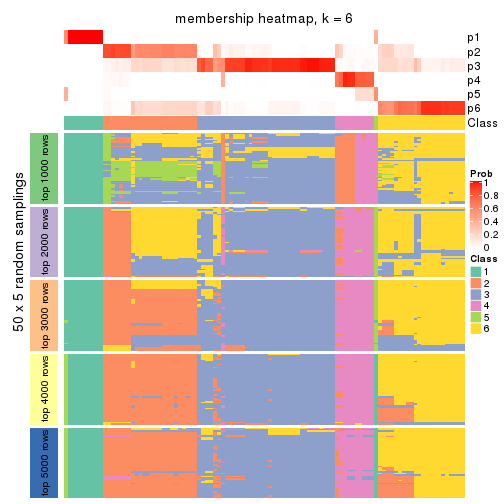 membership heatmap, k = 6
p1
p2
p3
p4
p5
p6
Class
50 x 5 random samplings
top 1000 rows
top 2000 rows
top 3000 rows
top 4000 rows
top 5000 rows
Prob
1
0.8
0.6
0.4
0.2
0
Class
1
2
3
4
5
6